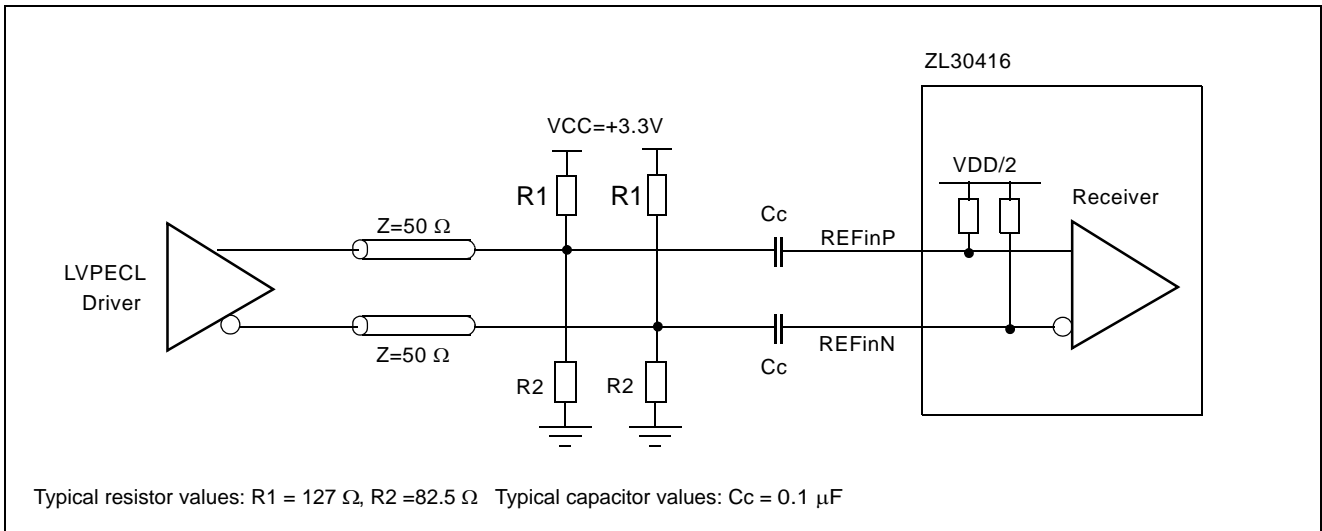 ZL30416
VCC=+3.3V
VDD/2
R1
R1
Receiver
Cc
Z=50 Ω
REFinP
LVPECL
Driver
Z=50 Ω
REFinN
Cc
R2
R2
Typical resistor values: R1 = 127 Ω, R2 =82.5 Ω   Typical capacitor values: Cc = 0.1 µF